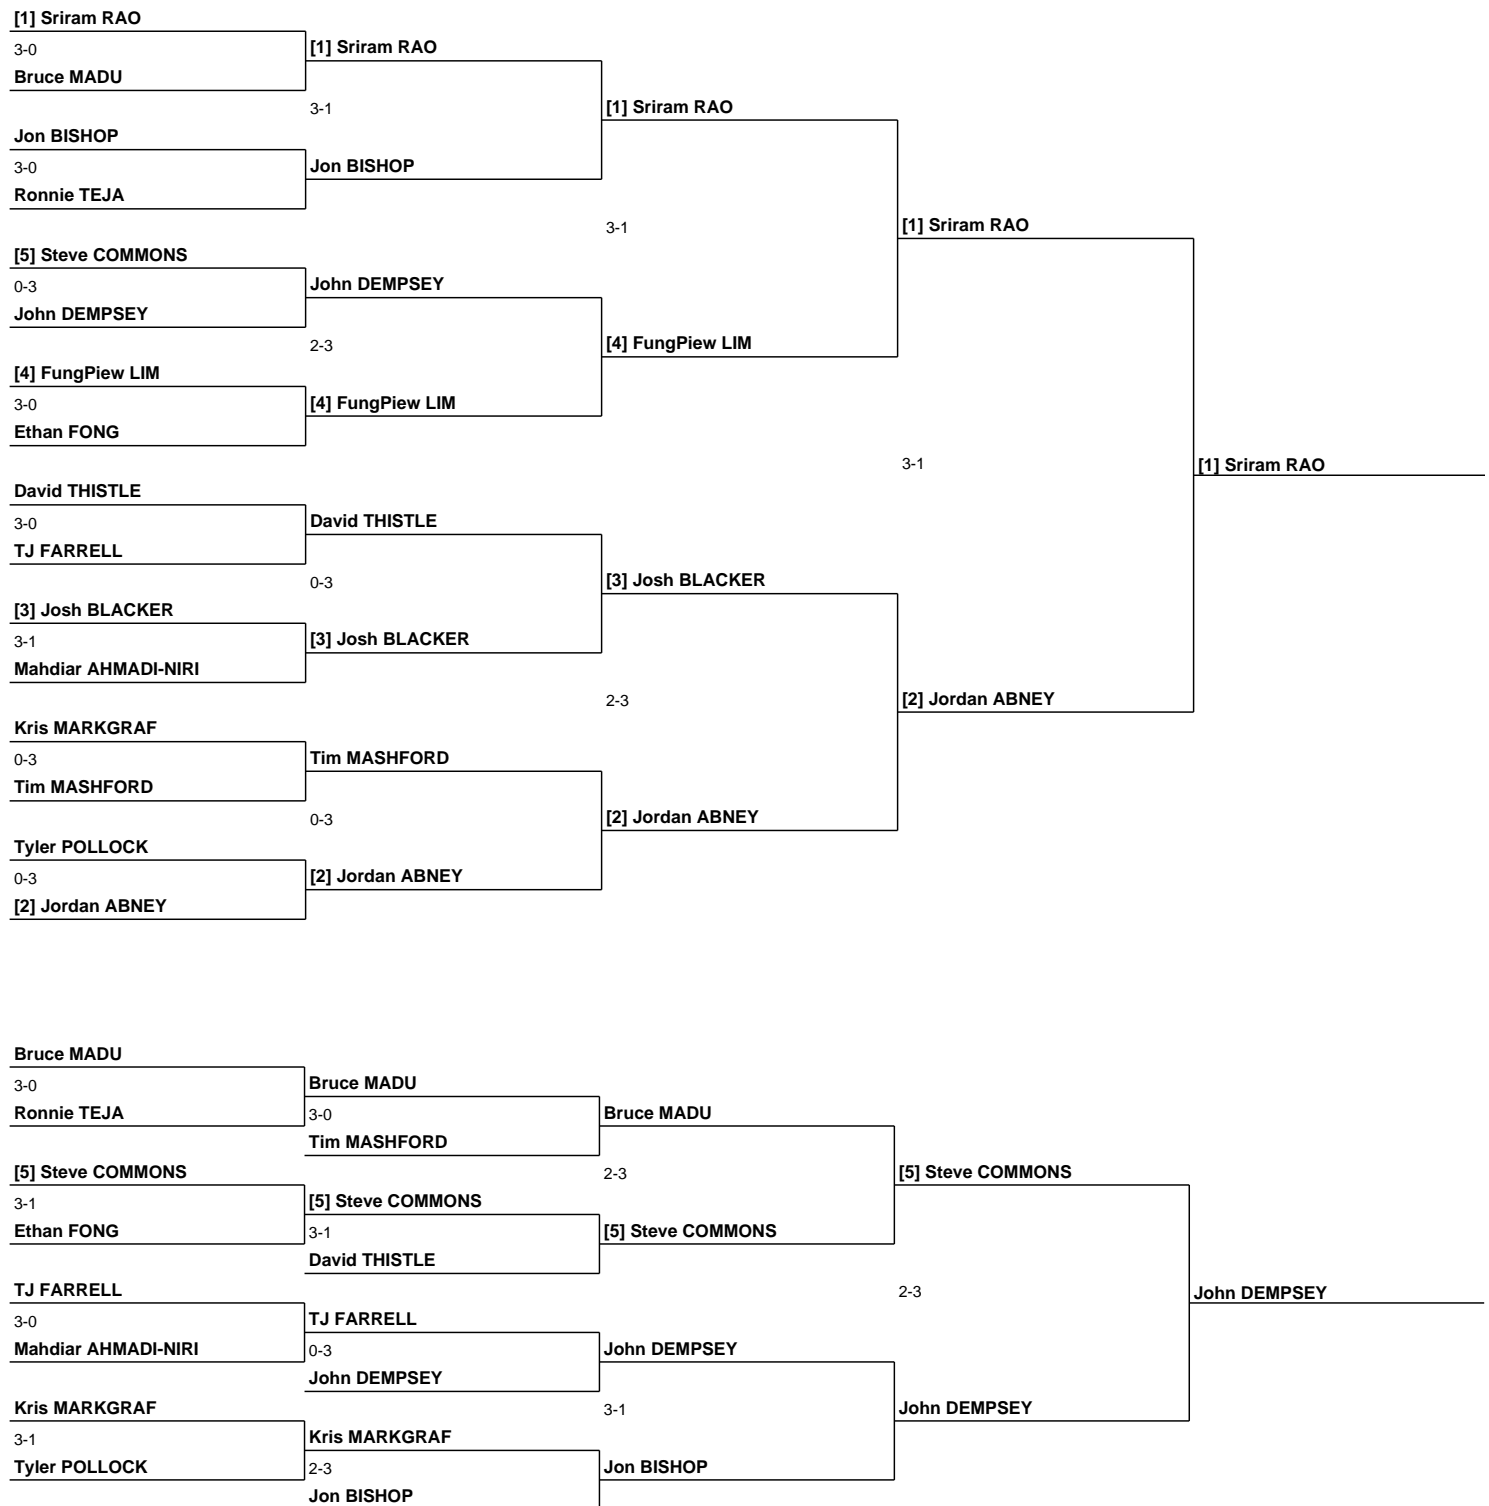 [1] Sriram RAO
3-0
[1] Sriram RAO
Bruce MADU
3-1
[1] Sriram RAO
Jon BISHOP
3-0
Jon BISHOP
Ronnie TEJA
3-1
[1] Sriram RAO
[5] Steve COMMONS
0-3
John DEMPSEY
John DEMPSEY
2-3
[4] FungPiew LIM
[4] FungPiew LIM
3-0
[4] FungPiew LIM
Ethan FONG
3-1
[1] Sriram RAO
David THISTLE
3-0
David THISTLE
TJ FARRELL
0-3
[3] Josh BLACKER
[3] Josh BLACKER
3-1
[3] Josh BLACKER
Mahdiar AHMADI-NIRI
2-3
[2] Jordan ABNEY
Kris MARKGRAF
0-3
Tim MASHFORD
Tim MASHFORD
0-3
[2] Jordan ABNEY
Tyler POLLOCK
0-3
[2] Jordan ABNEY
[2] Jordan ABNEY
Bruce MADU
3-0
Bruce MADU
Ronnie TEJA
3-0
Bruce MADU
Tim MASHFORD
2-3
[5] Steve COMMONS
[5] Steve COMMONS
3-1
[5] Steve COMMONS
Ethan FONG
3-1
[5] Steve COMMONS
David THISTLE
2-3
John DEMPSEY
TJ FARRELL
3-0
TJ FARRELL
Mahdiar AHMADI-NIRI
0-3
John DEMPSEY
John DEMPSEY
3-1
John DEMPSEY
Kris MARKGRAF
3-1
Kris MARKGRAF
Tyler POLLOCK
2-3
Jon BISHOP
Jon BISHOP